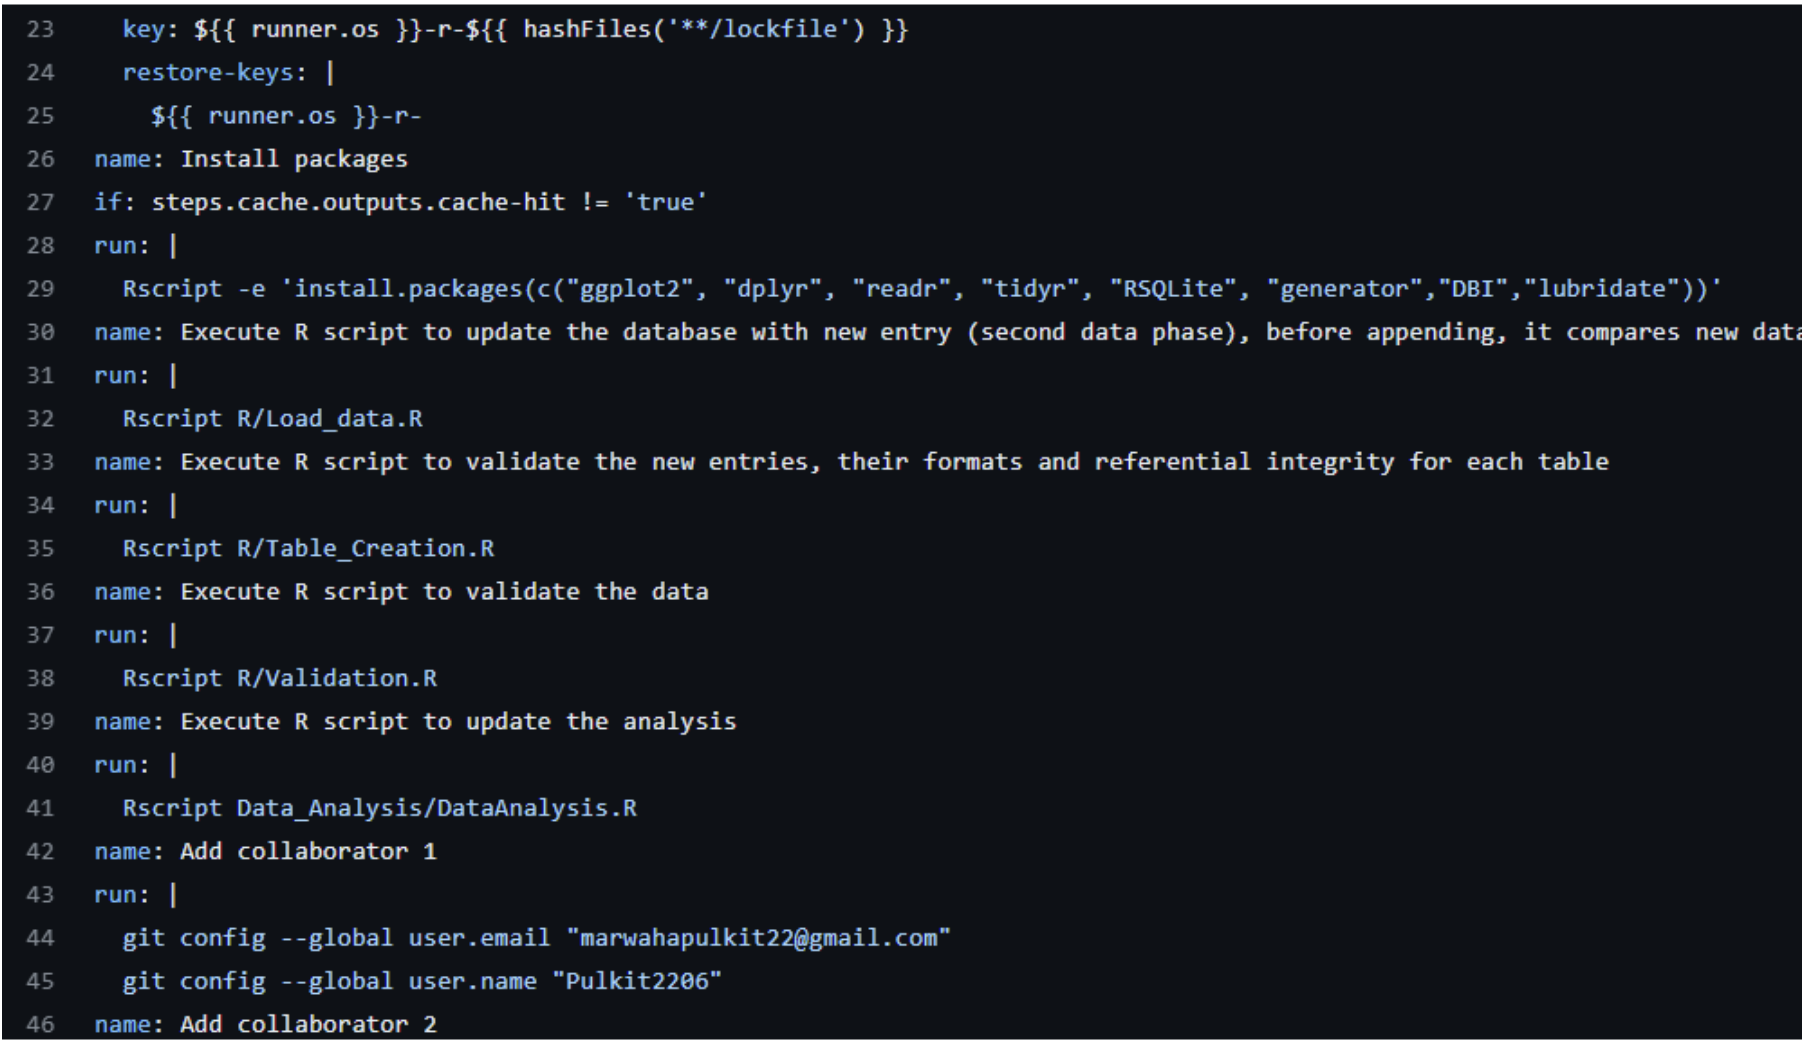 23 key: ${{ runner.os }}-r-${{ hashFiles('**/lockfile') }}
24 restore-keys: |
25 ${{ runner.os }}-r-
26 name: Install packages
27 if: steps.cache.outputs.cache-hit != 'true'
28 run: |
29 Rscript -e 'install.packages(c("ggplot2", "dplyr", "readr", "tidyr", "RSQLite", "generator","DBI","lubridate"))'
30 name: Execute R script to update the database with new entry (second data phase), before appending, it compares new data
31 run: |
32 Rscript R/Load_data.R
33 name: Execute R script to validate the new entries, their formats and referential integrity for each table
34 run: |
35 Rscript R/Table_Creation.R
36 name: Execute R script to validate the data
37 run: |
38 Rscript R/Validation.R
39 name: Execute R script to update the analysis
40 run: |
41 Rscript Data_Analysis/DataAnalysis.R
42 name: Add collaborator 1
43 run: |
44 git config --global user.email "marwahapulkit22@gmail.com"
45 git config --global user.name "Pulkit2206"
46 name: Add collaborator 2